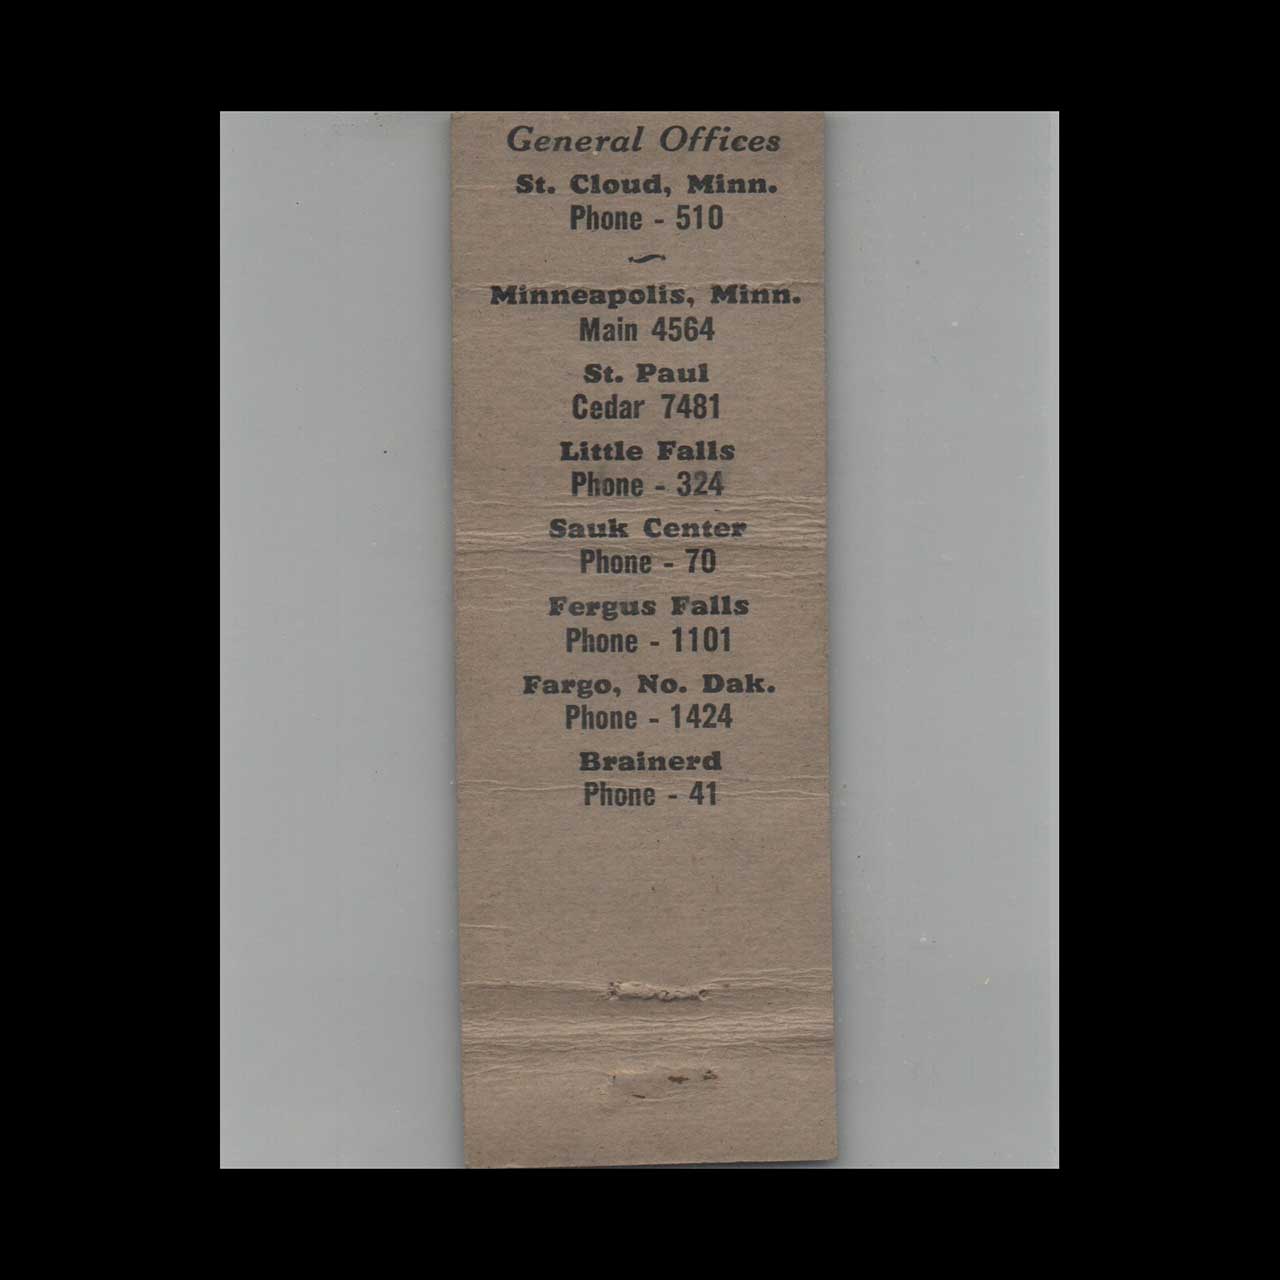 General Offices
St. Cloud, Minn.
Phone - 510
Minneapolis, Minn.
Main 4564
St. Paul
Cedar 7481
Little Falls
Phone - 324
Sauk Center
Phone - 70
Fergus Falls
Phone - 1101
Fargo, No. Dak.
Phone - 1424
Brainerd
Phone - 41